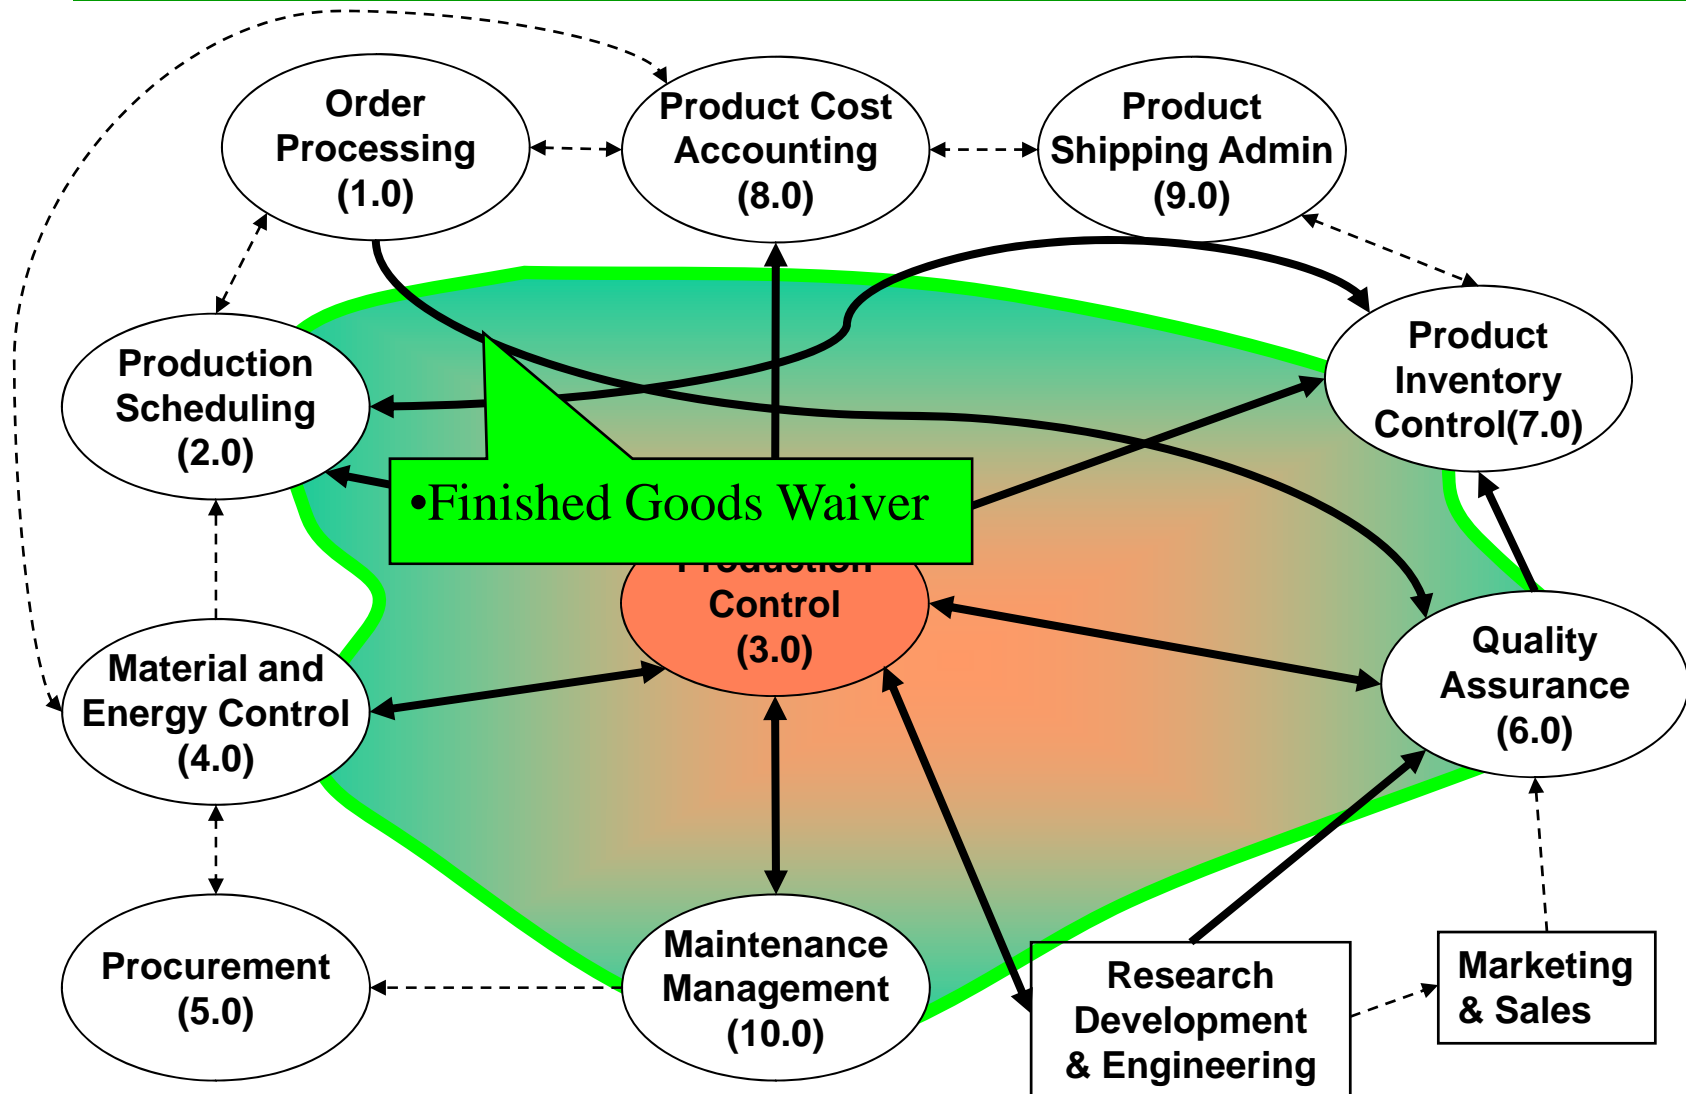 Order
Processing
(1.0)
Product Cost
Accounting
(8.0)
Product
Shipping Admin
(9.0)
Production
Scheduling
(2.0)
Product
Inventory
Control(7.0)
•Finished Goods Waiver
Production
Control
(3.0)
Material and
Energy Control
(4.0)
Quality
Assurance
(6.0)
Procurement
(5.0)
Maintenance
Management
(10.0)
Research
Development
& Engineering
Marketing
& Sales